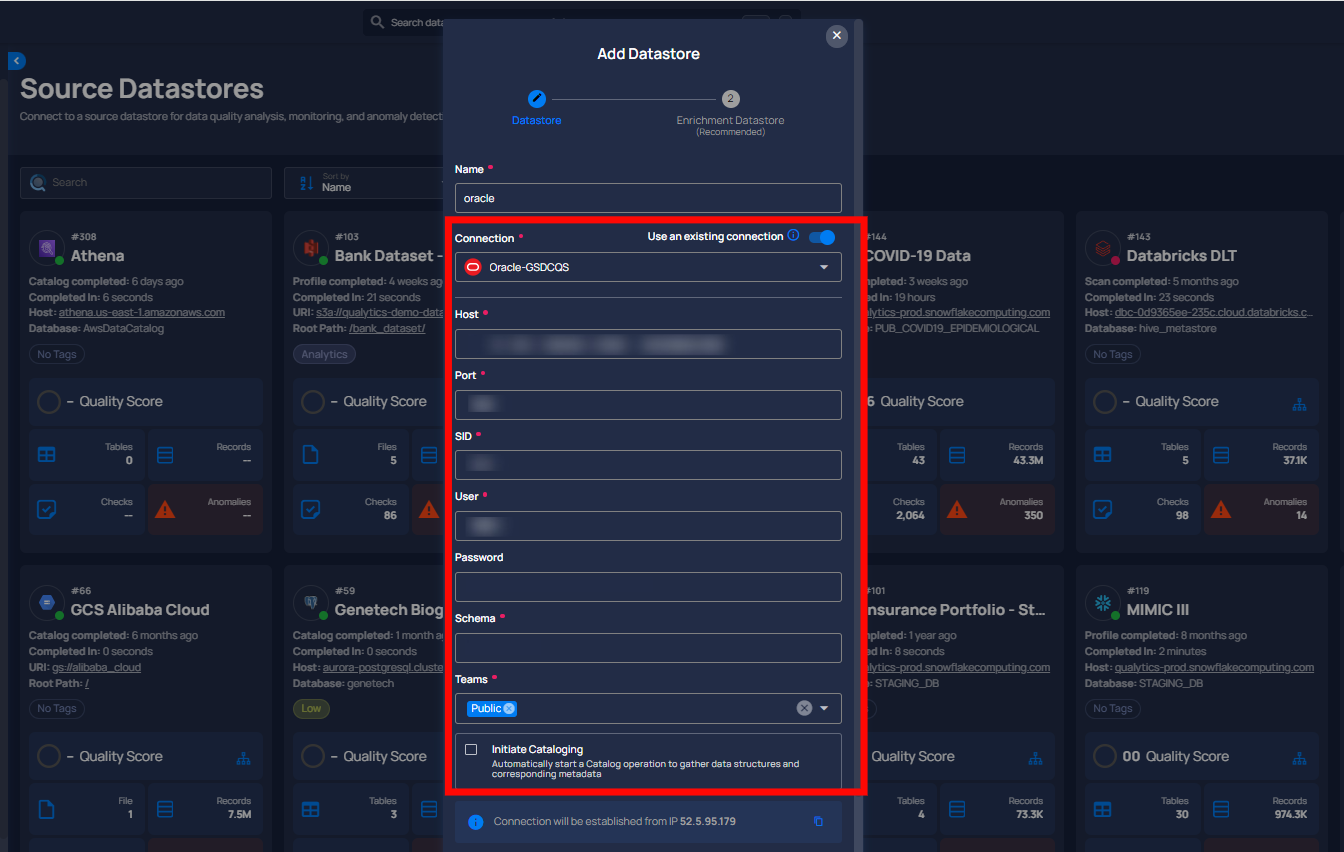 Search data
Add Datastore
Source Datastores
Connect to a source datastore for data quality analysis, monitoring, and anomaly detect
Datastore
2
Enrichment Datastore
(Recommended)
Search
Sort by
Name
Name *
oracle
Connection *
Use an existing connection
Oracle-GSDCQS
Host *
Port *
SID *
User *
Password
Schema *
Teams *
Public
Initiate Cataloging
Automatically start a Catalog operation to gather data structures and
corresponding metadata
Connection will be established from IP 52.5.95.179
#308
Athena
Catalog completed: 6 days ago
Completed In: 6 seconds
Host: athena.us-east-1.amazonaws.com
Database: AwsDataCatalog
No Tags
– Quality Score
Tables
0
Records
--
Checks
--
Anomalies
--
#103
Bank Dataset -
Profile completed: 4 weeks ag
Completed In: 21 seconds
URI: s3a://qualytics-demo-data
Root Path: /bank_dataset/
Analytics
– Quality Score
Files
5
Checks
86
#144
COVID-19 Data
mpleted: 3 weeks ago
ed In: 19 hours
alytics-prod.snowflakecomputing.com
PUB_COVID19_EPIDEMIOLOGICAL
6 Quality Score
Tables
43
Records
43.3M
Checks
2,064
Anomalies
350
#143
Databricks DLT
Scan completed: 5 months ago
Completed In: 23 seconds
Host: dbc-0d9365ee-235c.cloud.databricks.c...
Database: hive_metastore
No Tags
– Quality Score
Tables
5
Records
37.1K
Checks
98
Anomalies
14
#66
GCS Alibaba Cloud
Catalog completed: 6 months ago
Completed In: 0 seconds
URI: gs://alibaba_cloud
Root Path: /
No Tags
– Quality Score
File
1
Records
7.5M
#59
Genetech Biog
Catalog completed: 1 month ag
Completed In: 0 seconds
Host: aurora-postgresql.cluste
Database: genetech
Low
– Quality Score
Tables
3
#101
Insurance Portfolio - St...
mpleted: 1 year ago
ed In: 8 seconds
alytics-prod.snowflakecomputing.com
STAGING_DB
Quality Score
Tables
4
Records
73.3K
#119
MIMIC III
Profile completed: 8 months ago
Completed In: 2 minutes
Host: qualytics-prod.snowflakecomputing.com
Database: STAGING_DB
No Tags
00 Quality Score
Tables
30
Records
974.3K